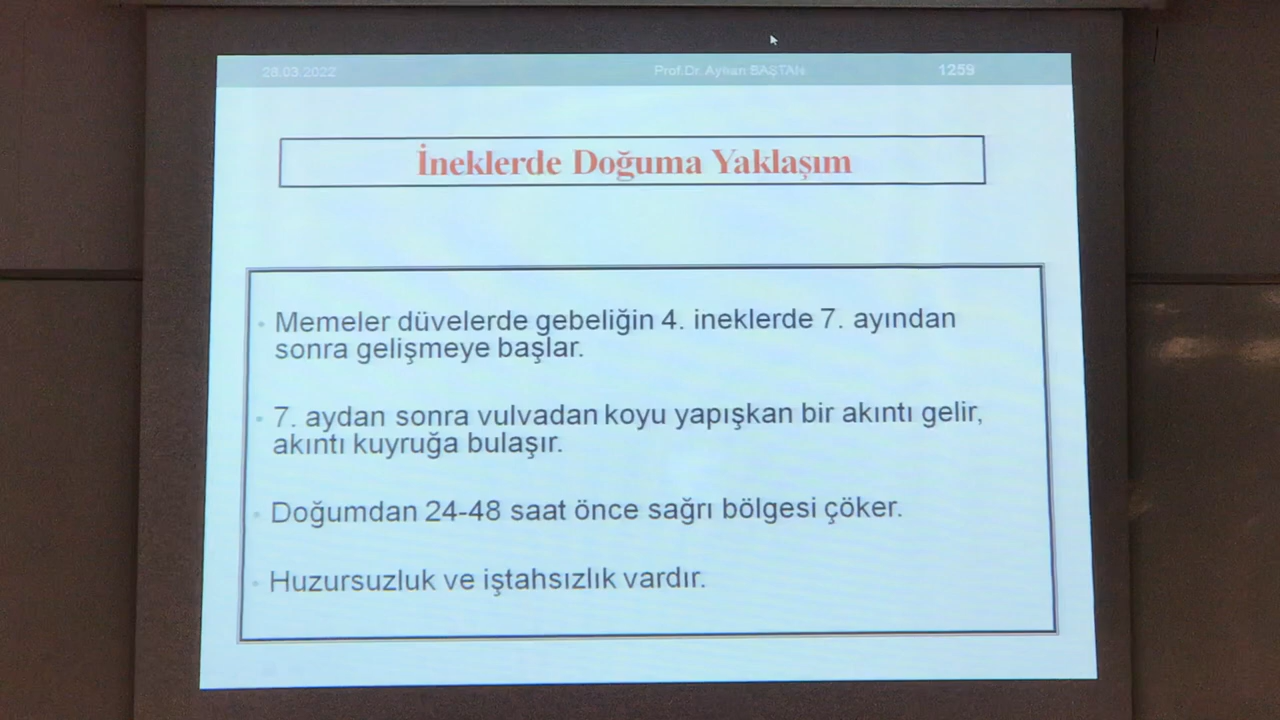 28.03.2022 Prof.Dr. Ayhan BAŞTAN 1259
İneklerde Doğuma Yaklaşım
• Memeler düvelerde gebeliğin 4. ineklerde 7. ayından
sonra gelişmeye başlar.
• 7. aydan sonra vulvadan koyu yapışkan bir akıntı gelir,
akıntı kuyruğa bulaşır.
• Doğumdan 24-48 saat önce sağrı bölgesi çöker.
• Huzursuzluk ve iştahsızlık vardır.